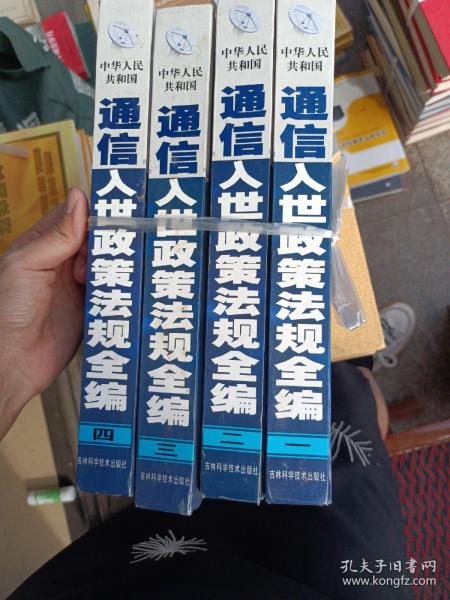 中华人民
共和国
通信入世政策法规全编
四
吉林科学技术出版社
中华人民
共和国
通信入世政策法规全编
三
吉林科学技术出版社
中华人民
共和国
通信入世政策法规全编
二
吉林科学技术出版社
中华人民
共和国
通信入世政策法规全编
一
吉林科学技术出版社
孔夫子旧书网
www.kongfz.com